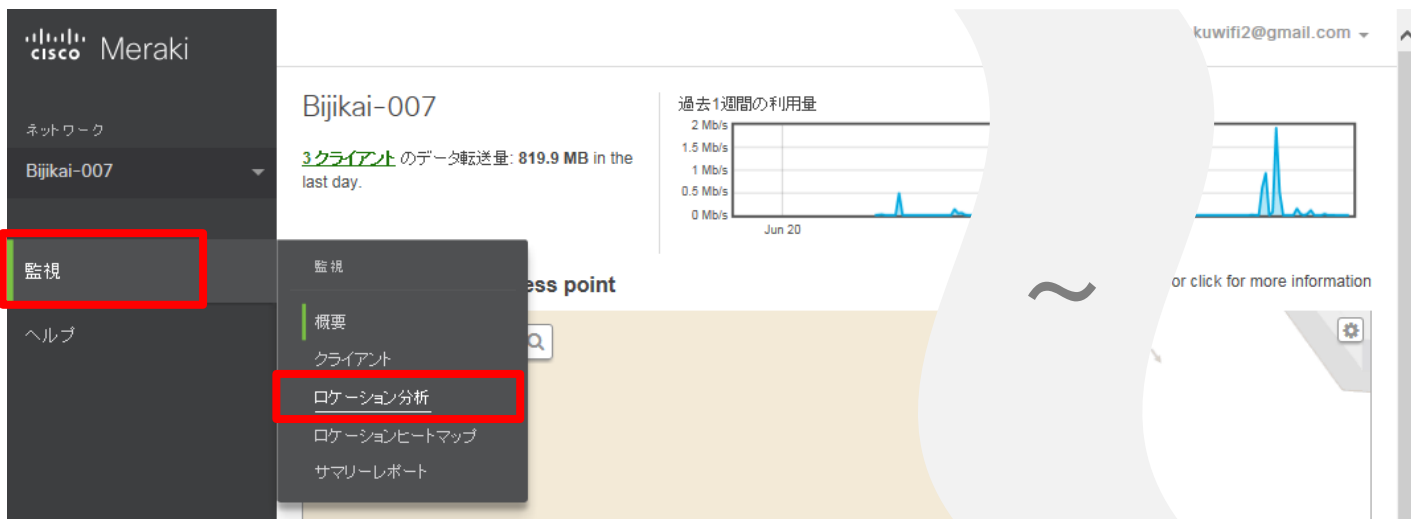 cisco Meraki
kuwifi2@gmail.com
ネットワーク
Bijikai-007
Bijikai-007
3 クライアント のデータ転送量: 819.9 MB in the
last day.
過去1週間の利用量
2 Mb/s
1.5 Mb/s
1 Mb/s
0.5 Mb/s
0 Mb/s
Jun 20
監視
ヘルプ
監視
概要
クライアント
ロケーション分析
ロケーションヒートマップ
サマリーレポート
ess point
or click for more information
~